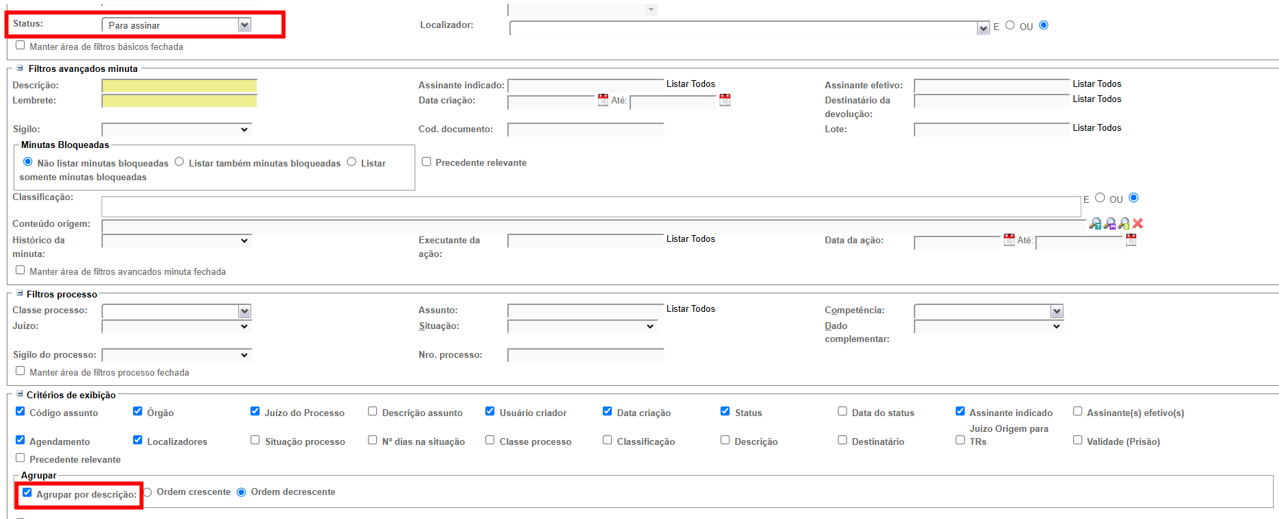 Status: Para assinar Localizador: E OU
Manter área de filtros básicos fechada
Filtros avançados minuta
Descrição: Assinante indicado: Listar Todos Assinante efetivo: Listar Todos
Lembrete: Data criação: Até: Destinatário da devolução: Listar Todos
Sigilo: Cod. documento: Lote: Listar Todos
Minutas Bloqueadas
Não listar minutas bloqueadas Listar também minutas bloqueadas Listar
somente minutas bloqueadas
Precedente relevante
Classificação: E OU
Conteúdo origem:
Histórico da minuta: Executante da ação: Listar Todos Data da ação: Até:
Manter área de filtros avancados minuta fechada
Filtros processo
Classe processo: Assunto: Listar Todos Competência:
Juízo: Situação: Dado complementar:
Sigilo do processo: Nro. processo:
Manter área de filtros processo fechada
Critérios de exibição
Código assunto Órgão Juízo do Processo Descrição assunto Usuário criador Data criação Status Data do status Assinante indicado Assinante(s) efetivo(s)
Agendamento Localizadores Situação processo Nº dias na situação Classe processo Classificação Descrição Destinatário Juízo Origem para TRs Validade (Prisão)
Precedente relevante
Agrupar
Agrupar por descrição: Ordem crescente Ordem decrescente